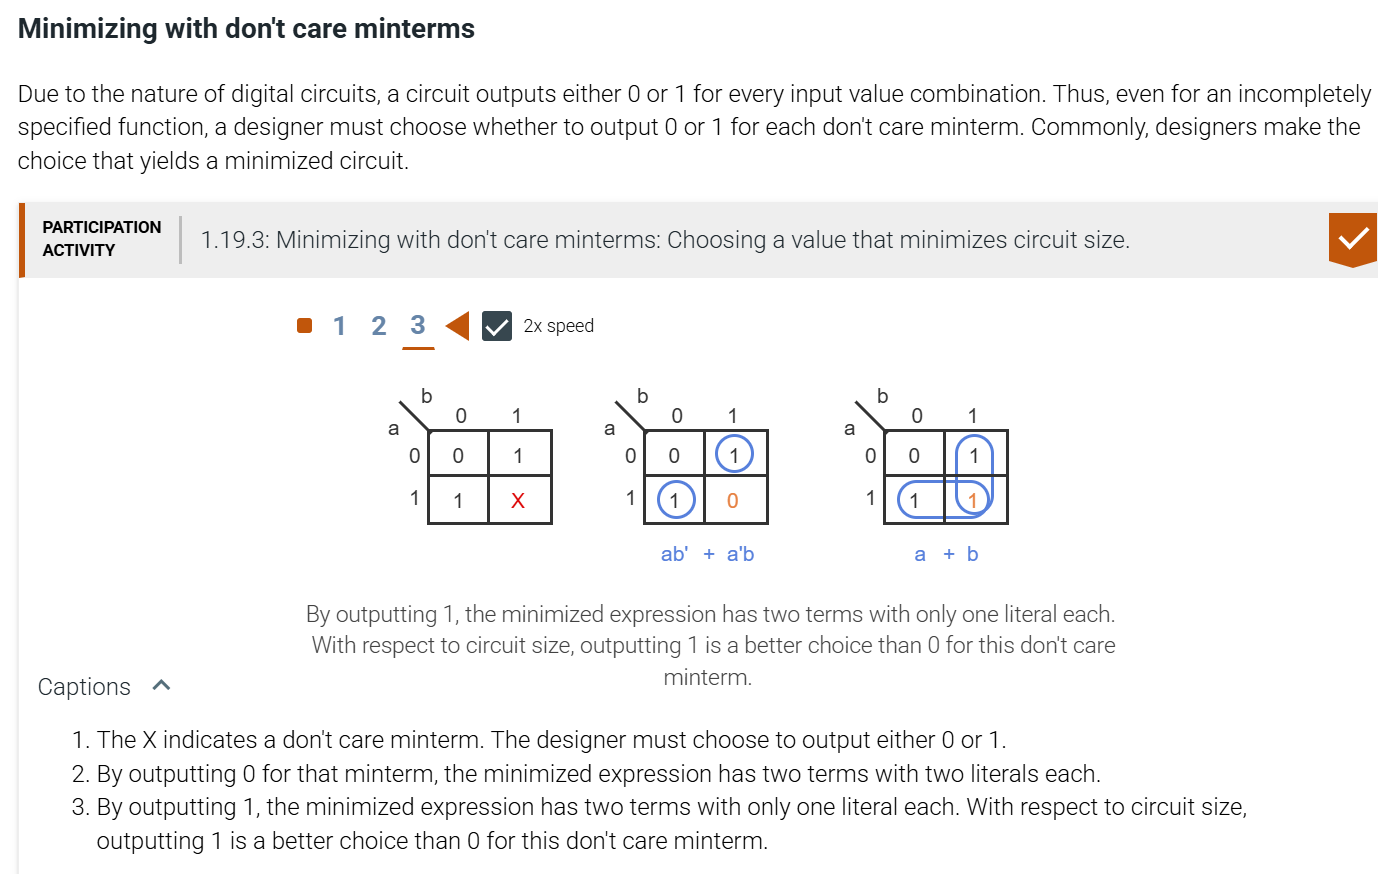 Minimizing with don't care minterms
Due to the nature of digital circuits, a circuit outputs either 0 or 1 for every input value combination. Thus, even for an incompletely
specified function, a designer must choose whether to output 0 or 1 for each don't care minterm. Commonly, designers make the
choice that yields a minimized circuit.
PARTICIPATION
ACTIVITY
1.19.3: Minimizing with don't care minterms: Choosing a value that minimizes circuit size.
1 2 3 2x speed
b b b
0 1 0 1 0 1
a a a
0 0 1 0 0 1 0 0 1
1 1 X 1 1 0 1 1 1
ab' + a'b a + b
By outputting 1, the minimized expression has two terms with only one literal each.
With respect to circuit size, outputting 1 is a better choice than 0 for this don't care
minterm.
Captions
1. The X indicates a don't care minterm. The designer must choose to output either 0 or 1.
2. By outputting 0 for that minterm, the minimized expression has two terms with two literals each.
3. By outputting 1, the minimized expression has two terms with only one literal each. With respect to circuit size,
outputting 1 is a better choice than 0 for this don't care minterm.